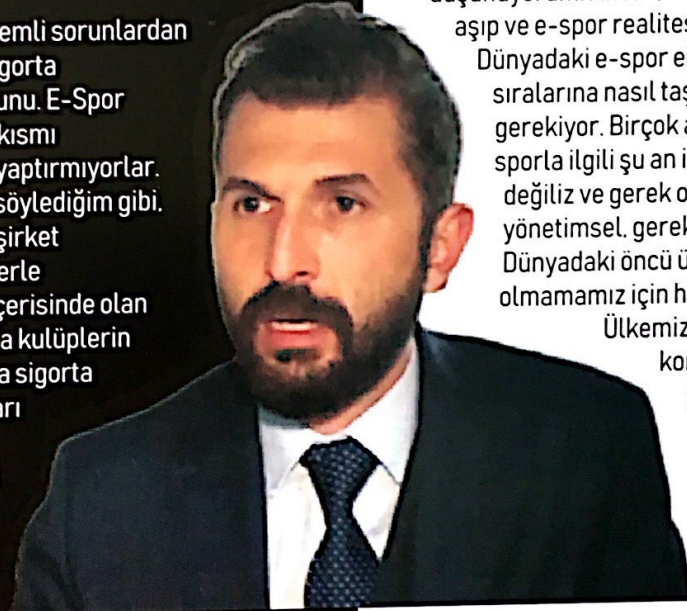 emli sorunlardan
gorta
unu. E-Spor
kısmı
yaptırmıyorlar.
söylediğim gibi,
şirket
erle
çerisinde olan
a kulüplerin
a sigorta
arı
aşıp ve e-spor realites
Dünyadaki e-spor e
sıralarına nasıl taş
gerekiyor. Birçok a
sporla ilgili şu an i
değiliz ve gerek o
yönetimsel, gerek
Dünyadaki öncü ü
olmamamız için h
Ülkemiz
ko